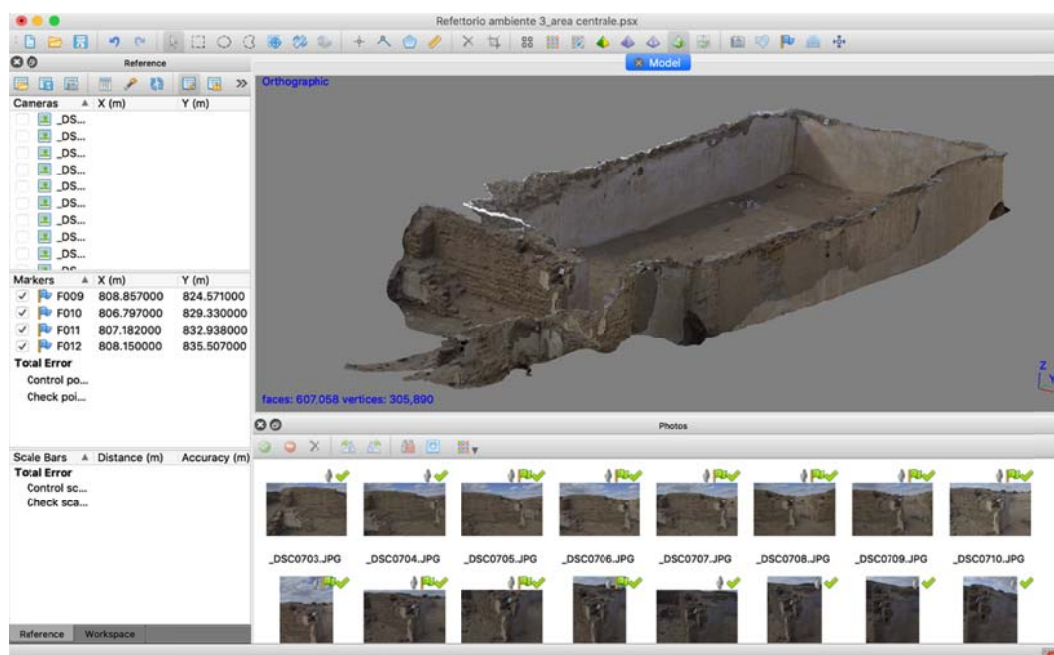 Refettorio ambiente 3_area centrale.psx
Reference
Model
Cameras X (m) Y (m)
_DS...
_DS...
_DS...
_DS...
_DS...
_DS...
_DS...
_DS...
_DS...
Markers X (m) Y (m)
F009 808.857000 824.571000
F010 806.797000 829.330000
F011 807.182000 832.938000
F012 808.150000 835.507000
Total Error
Control po...
Check poi...
Scale Bars Distance (m) Accuracy (m)
Total Error
Control sc...
Check sca...
Reference Workspace
Orthographic
faces: 607,058 vertices: 305,890
Z
Y
Photos
_DSC0703.JPG _DSC0704.JPG _DSC0705.JPG _DSC0706.JPG _DSC0707.JPG _DSC0708.JPG _DSC0709.JPG _DSC0710.JPG